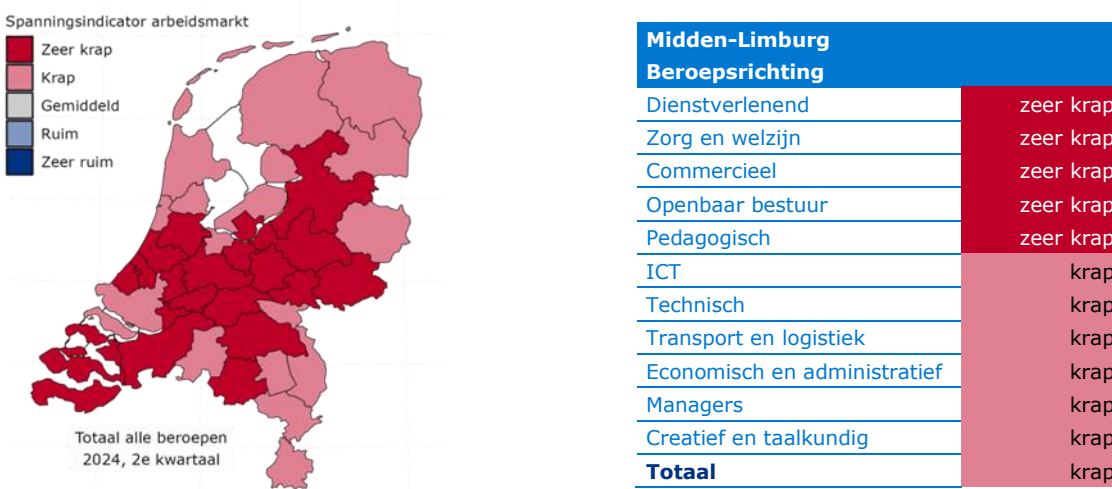 Spanningsindicator arbeidsmarkt
Zeer krap
Krap
Gemiddeld
Ruim
Zeer ruim
Totaal alle beroepen
2024, 2e kwartaal
Midden-Limburg
Beroepsrichting
Dienstverlenend zeer krap
Zorg en welzijn zeer krap
Commercieel zeer krap
Openbaar bestuur zeer krap
Pedagogisch zeer krap
ICT krap
Technisch krap
Transport en logistiek krap
Economisch en administratief krap
Managers krap
Creatief en taalkundig krap
Totaal krap